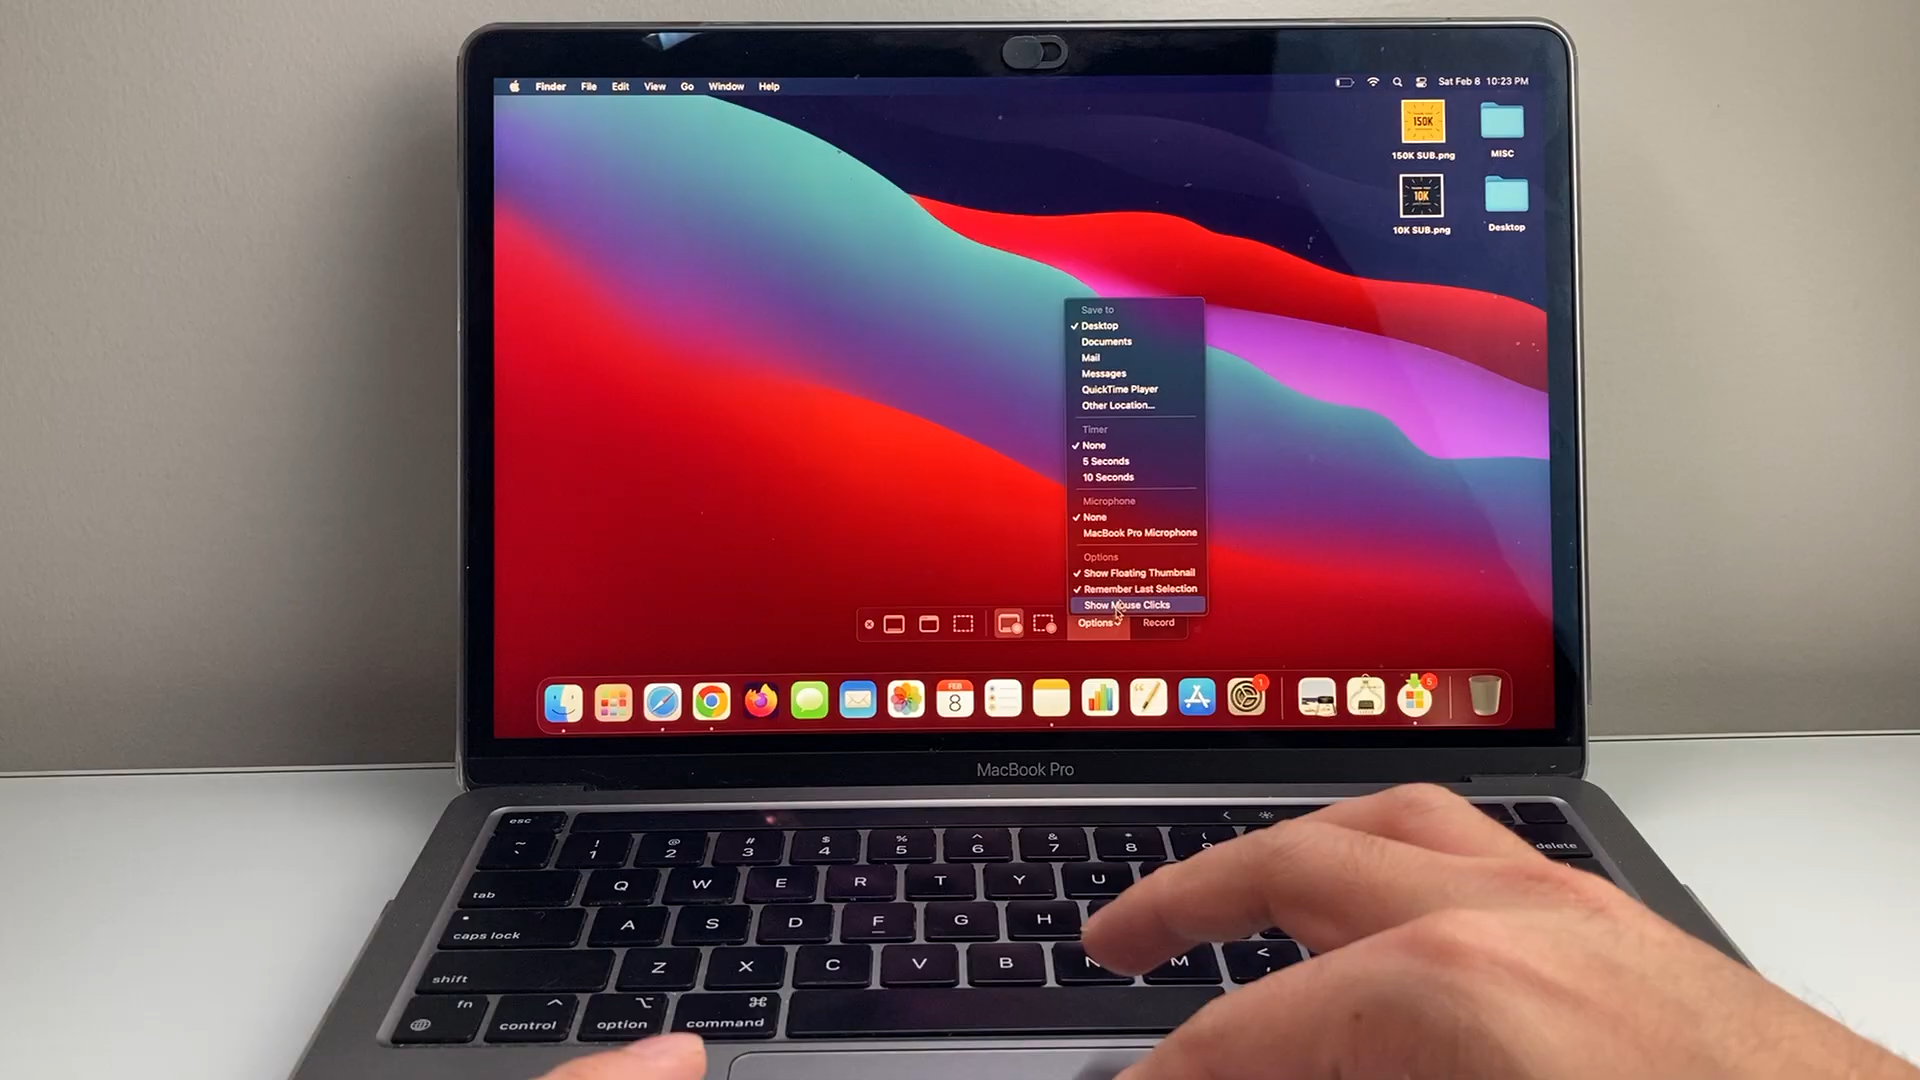 Finder File Edit View Go Window Help
Sat Feb 8 10:23 PM
150K
150K SUB.png
MISC
10K
10K SUB.png
Desktop
Save to
✓ Desktop
Documents
Mail
Messages
QuickTime Player
Other Location...
Timer
✓ None
5 Seconds
10 Seconds
Microphone
✓ None
MacBook Pro Microphone
Options
✓ Show Floating Thumbnail
✓ Remember Last Selection
Show Mouse Clicks
Options Record
FEB
8
1
5
MacBook Pro
esc
~ ` ! 1 @ 2 # 3 $ 4 % 5 ^ 6 & 7 * 8 ( 9 delete
tab Q W E R T Y U
caps lock A S D F G H
shift Z X C V B N M < ,
fn control option command